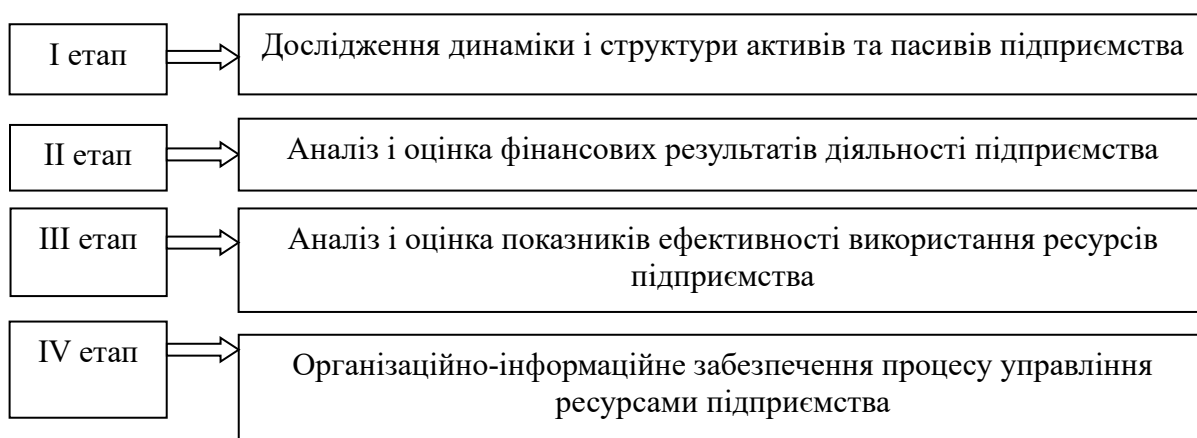 I етап
Дослідження динаміки і структури активів та пасивів підприємства
II етап
Аналіз і оцінка фінансових результатів діяльності підприємства
III етап
Аналіз і оцінка показників ефективності використання ресурсів
підприємства
IV етап
Організаційно-інформаційне забезпечення процесу управління
ресурсами підприємства